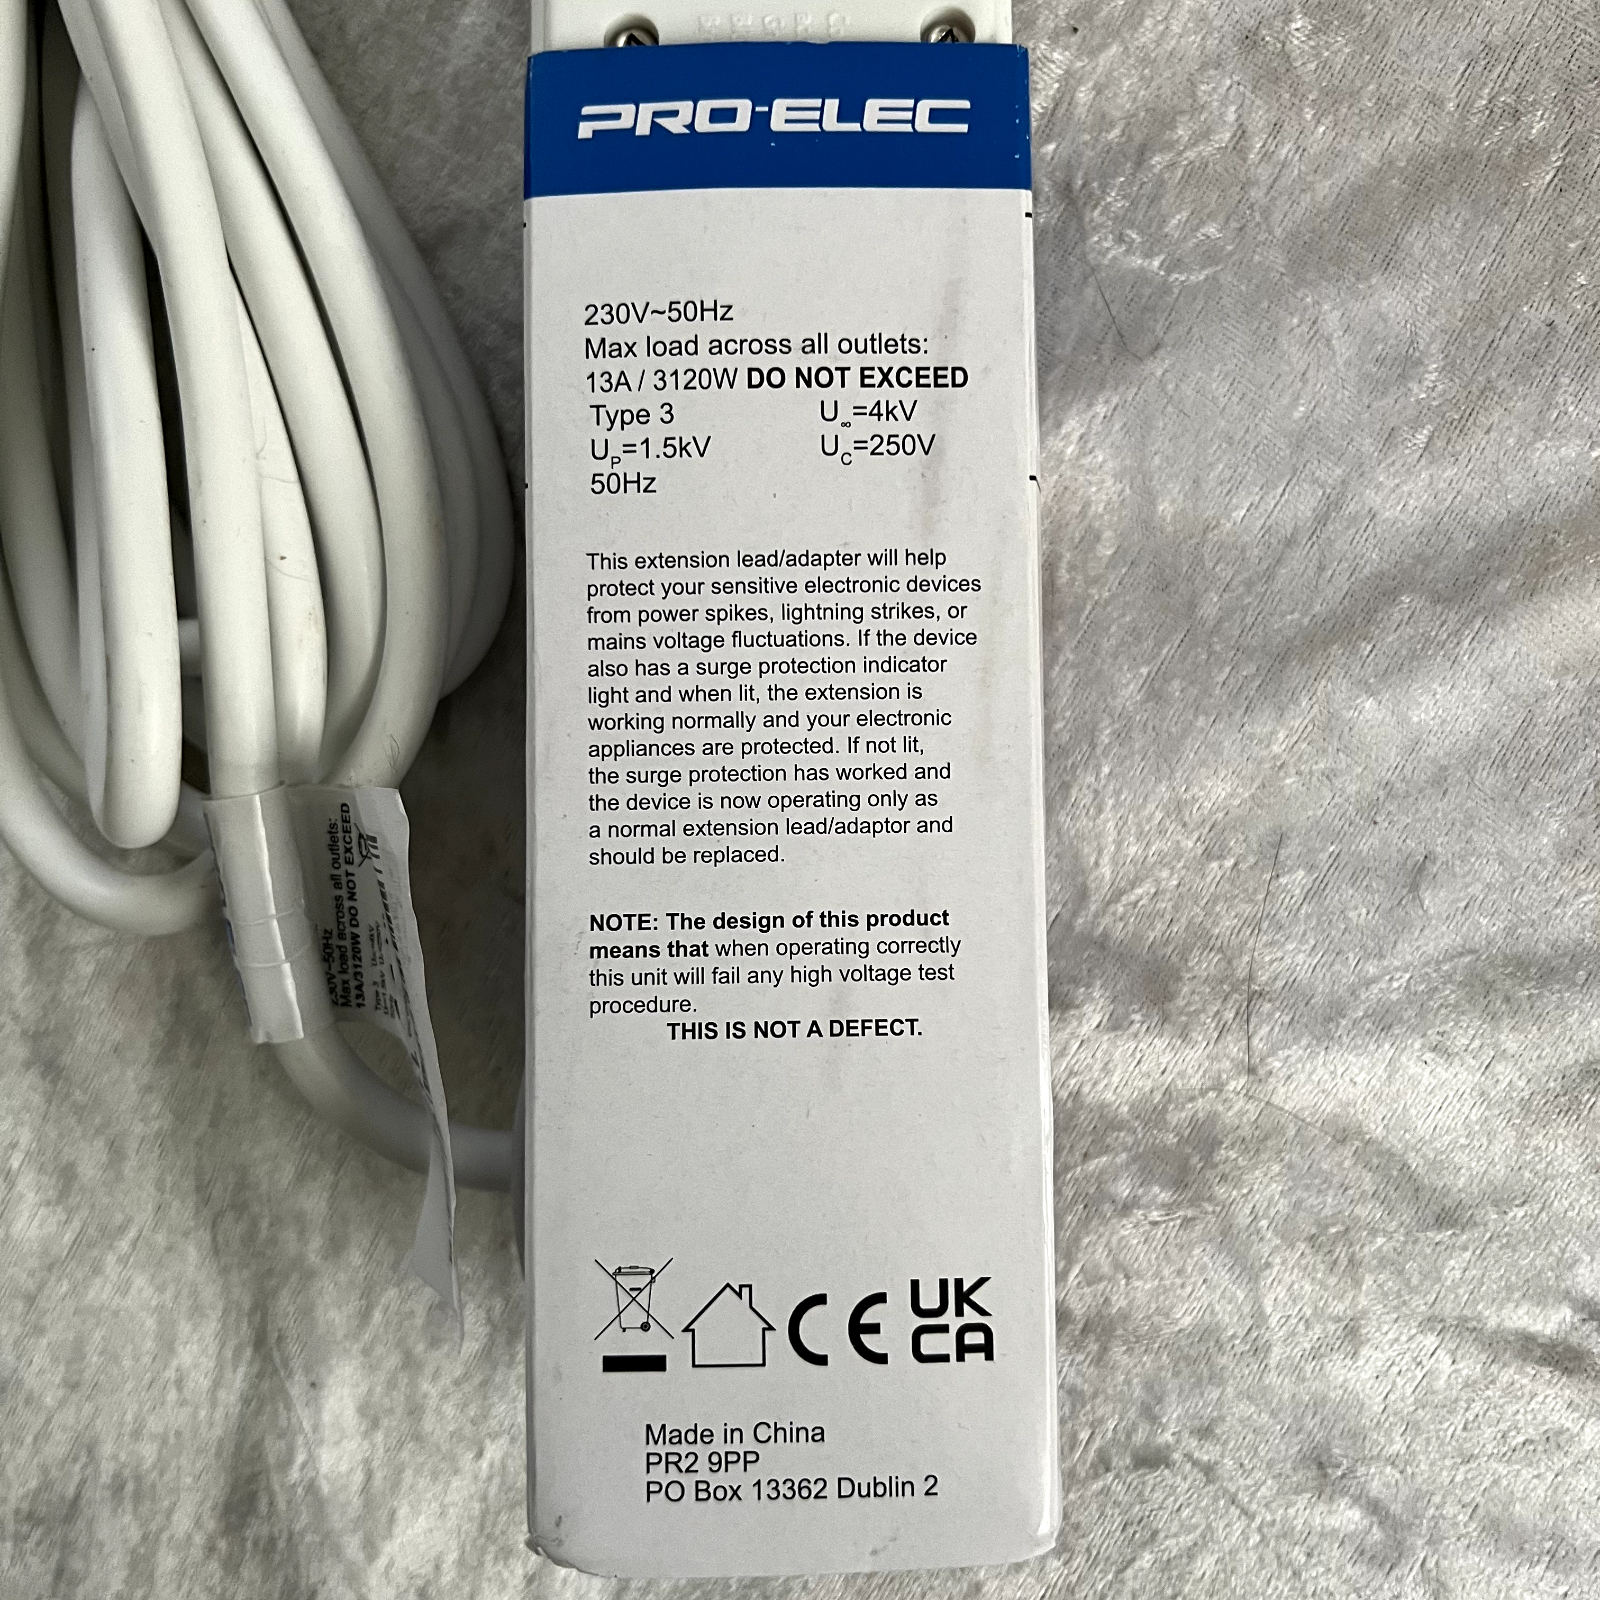 PRO-ELEC
230V~50Hz
Max load across all outlets:
13A / 3120W DO NOT EXCEED
Type 3 U∞=4kV
UP=1.5kV UC=250V
50Hz
This extension lead/adapter will help
protect your sensitive electronic devices
from power spikes, lightning strikes, or
mains voltage fluctuations. If the device
also has a surge protection indicator
light and when lit, the extension is
working normally and your electronic
appliances are protected. If not lit,
the surge protection has worked and
the device is now operating only as
a normal extension lead/adaptor and
should be replaced.
NOTE: The design of this product
means that when operating correctly
this unit will fail any high voltage test
procedure.
THIS IS NOT A DEFECT.
CE
UK
CA
Made in China
PR2 9PP
PO Box 13362 Dublin 2
230V~50Hz
Max load across all outlets:
13A/3120W DO NOT EXCEED